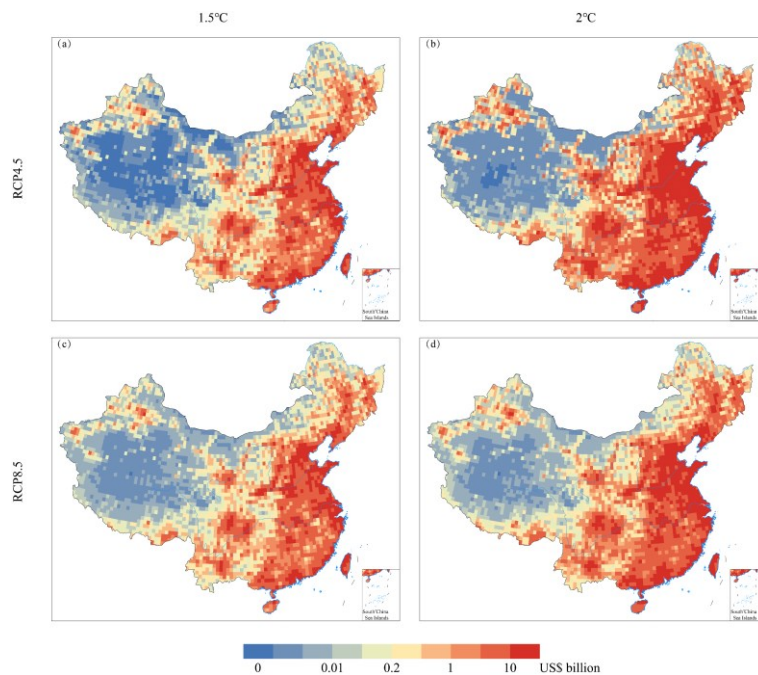 1.5℃
2℃
(a)
(b)
RCP4.5
South China
Sea Islands
South China
Sea Islands
(c)
(d)
RCP8.5
South China
Sea Islands
South China
Sea Islands
0
0.01
0.2
1
10
US$ billion